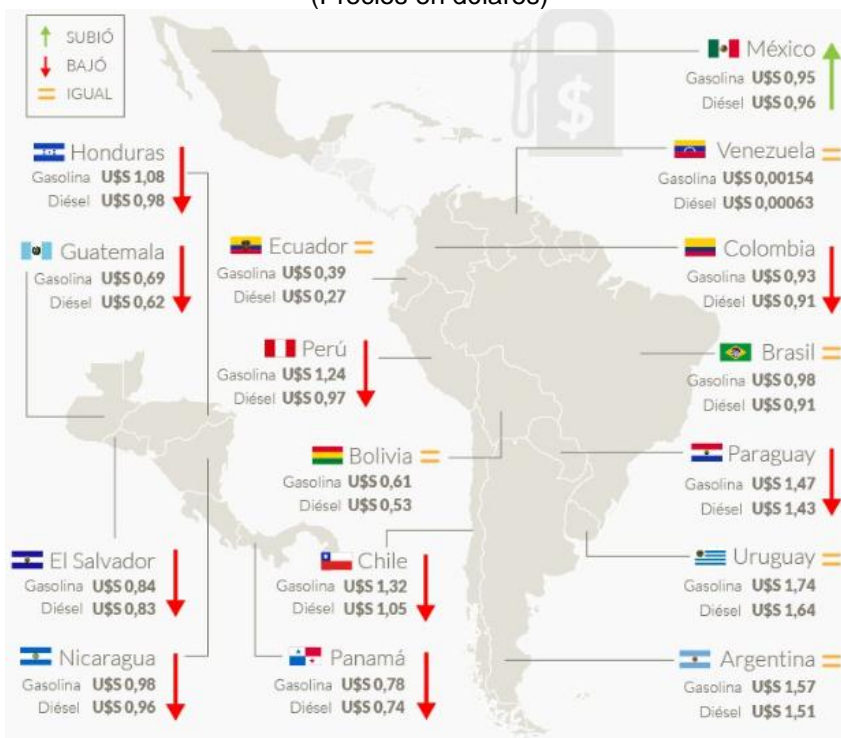 (Precios en dólares)
SUBIÓ
BAJÓ
IGUAL
$
México
Gasolina U$S 0,95
Diésel U$S 0,96
Honduras
Gasolina U$S 1,08
Diésel U$S 0,98
Venezuela
Gasolina U$S 0,00154
Diésel U$S 0,00063
Guatemala
Gasolina U$S 0,69
Diésel U$S 0,62
Ecuador
Gasolina U$S 0,39
Diésel U$S 0,27
Colombia
Gasolina U$S 0,93
Diésel U$S 0,91
Perú
Gasolina U$S 1,24
Diésel U$S 0,97
Brasil
Gasolina U$S 0,98
Diésel U$S 0,91
Bolivia
Gasolina U$S 0,61
Diésel U$S 0,53
Paraguay
Gasolina U$S 1,47
Diésel U$S 1,43
El Salvador
Gasolina U$S 0,84
Diésel U$S 0,83
Chile
Gasolina U$S 1,32
Diésel U$S 1,05
Uruguay
Gasolina U$S 1,74
Diésel U$S 1,64
Nicaragua
Gasolina U$S 0,98
Diésel U$S 0,96
Panamá
Gasolina U$S 0,78
Diésel U$S 0,74
Argentina
Gasolina U$S 1,57
Diésel U$S 1,51